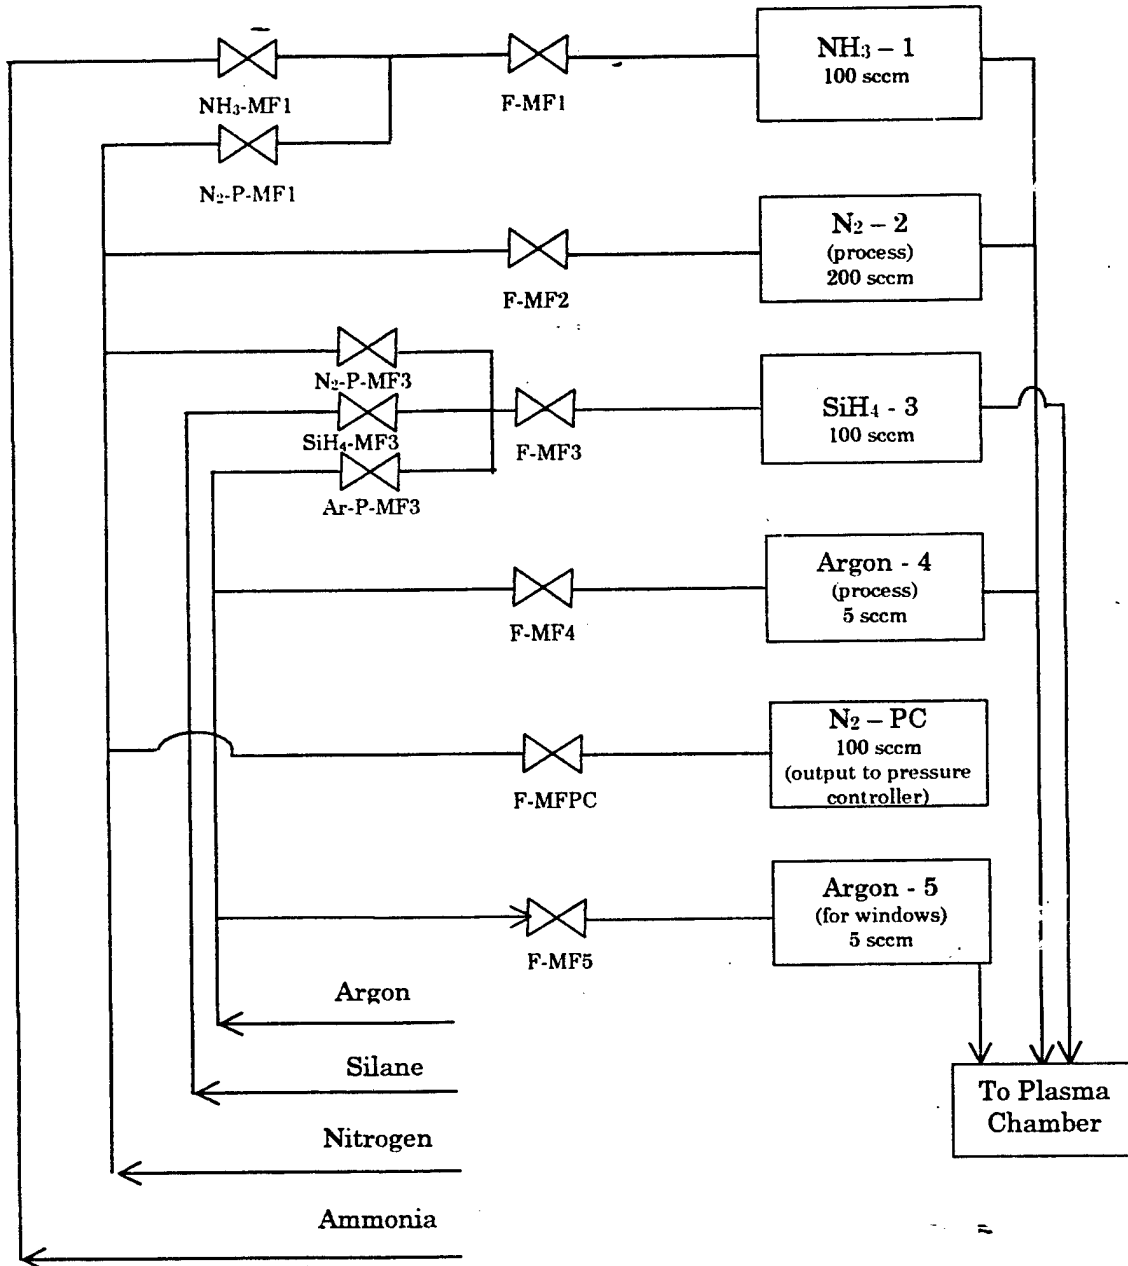 NH₃ – 1
100 sccm
NH₃-MF1
F-MF1
N₂-P-MF1
N₂ – 2
(process)
200 sccm
F-MF2
N₂-P-MF3
SiH₄ - 3
100 sccm
SiH₄-MF3
F-MF3
Ar-P-MF3
Argon - 4
(process)
5 sccm
F-MF4
N₂ – PC
100 sccm
(output to pressure
controller)
F-MFPC
Argon - 5
(for windows)
5 sccm
F-MF5
Argon
Silane
To Plasma
Chamber
Nitrogen
Ammonia